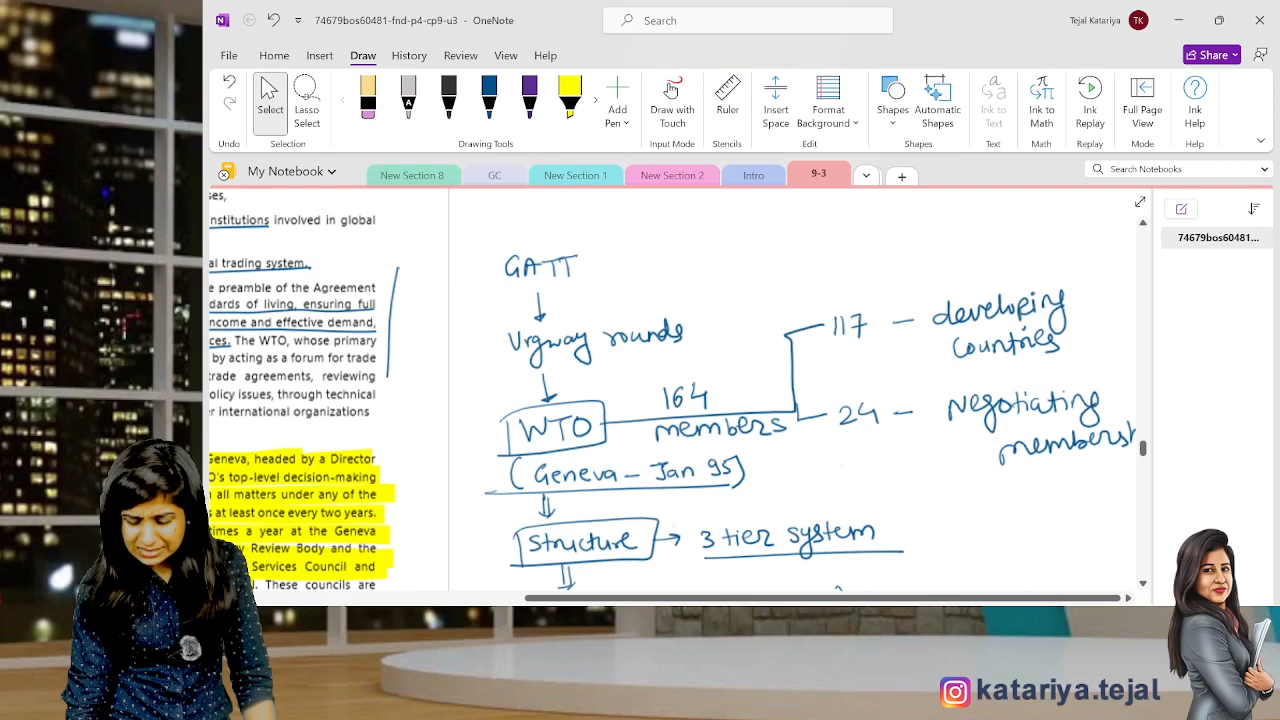 74679bos60481-fnd-p4-cp9-u3 - OneNote
Search
Tejal Katariya TK
File Home Insert Draw History Review View Help
Share
Select
Lasso Select
Add Pen
Draw with Touch
Ruler
Insert Space
Format Background
Shapes
Automatic Shapes
Ink to Text
Ink to Math
Ink Replay
Full Page View
Ink Help
Undo Selection Drawing Tools Input Mode Stencils Edit Text Math Replay View Help
My Notebook
New Section 8 GC New Section 1 New Section 2 Intro 9-3
Search Notebooks
74679bos60481...
ses,
nstitutions involved in global
al trading system.
e preamble of the Agreement
dards of living, ensuring full
income and effective demand,
ces. The WTO, whose primary
by acting as a forum for trade
trade agreements, reviewing
olicy issues, through technical
er international organizations
Geneva, headed by a Director
O's top-level decision-making
n all matters under any of the
s at least once every two years.
times a year at the Geneva
y Review Body and the
Services Council and
These councils are
GATT
Urgway rounds
WTO
164
members
117 - developing
countries
24 - Negotiating
members
(Geneva - Jan 95)
Structure → 3 tier system
katariya.tejal